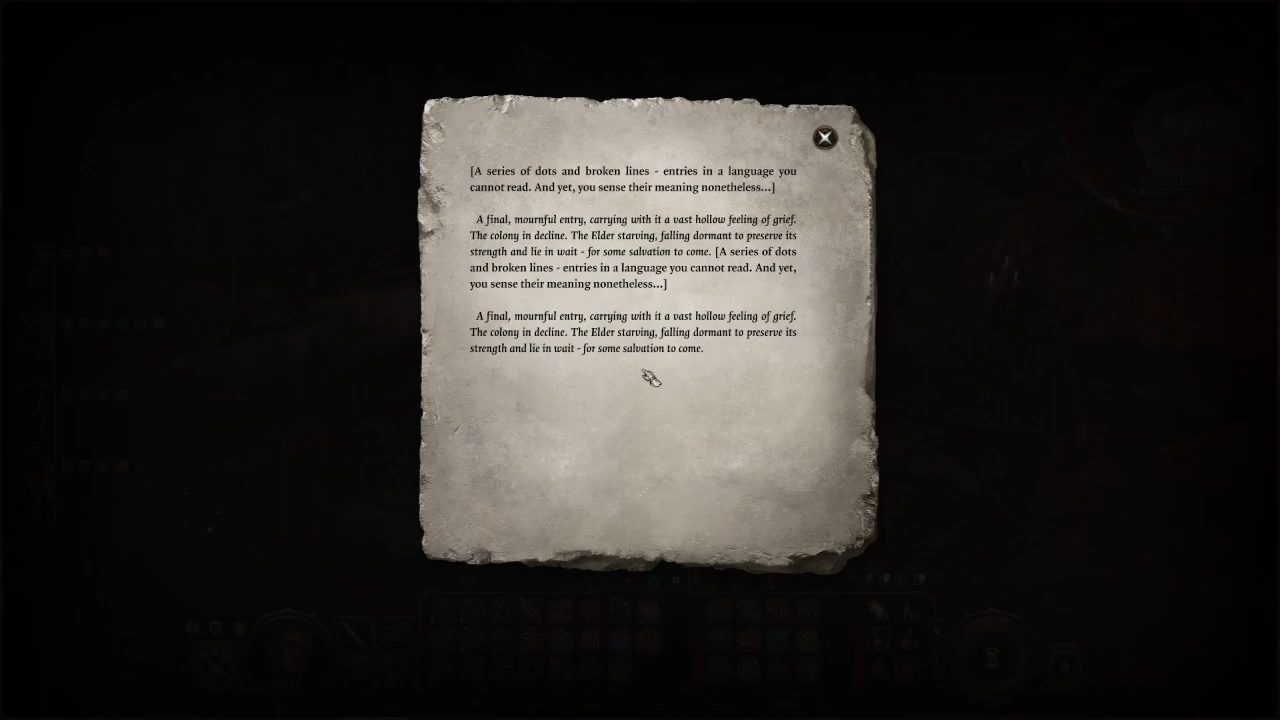 [A series of dots and broken lines - entries in a language you
cannot read. And yet, you sense their meaning nonetheless...]
A final, mournful entry, carrying with it a vast hollow feeling of grief.
The colony in decline. The Elder starving, falling dormant to preserve its
strength and lie in wait - for some salvation to come. [A series of dots
and broken lines - entries in a language you cannot read. And yet,
you sense their meaning nonetheless...]
A final, mournful entry, carrying with it a vast hollow feeling of grief.
The colony in decline. The Elder starving, falling dormant to preserve its
strength and lie in wait - for some salvation to come.